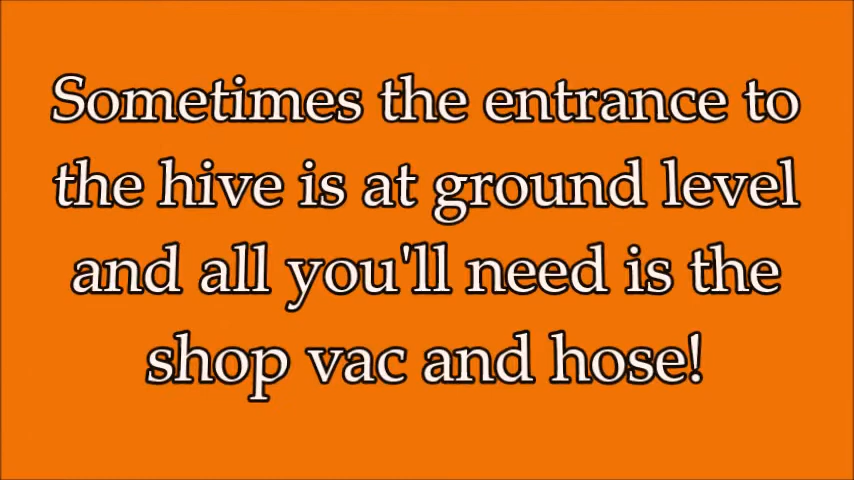 Sometimes the entrance to
the hive is at ground level
and all you'll need is the
shop vac and hose!